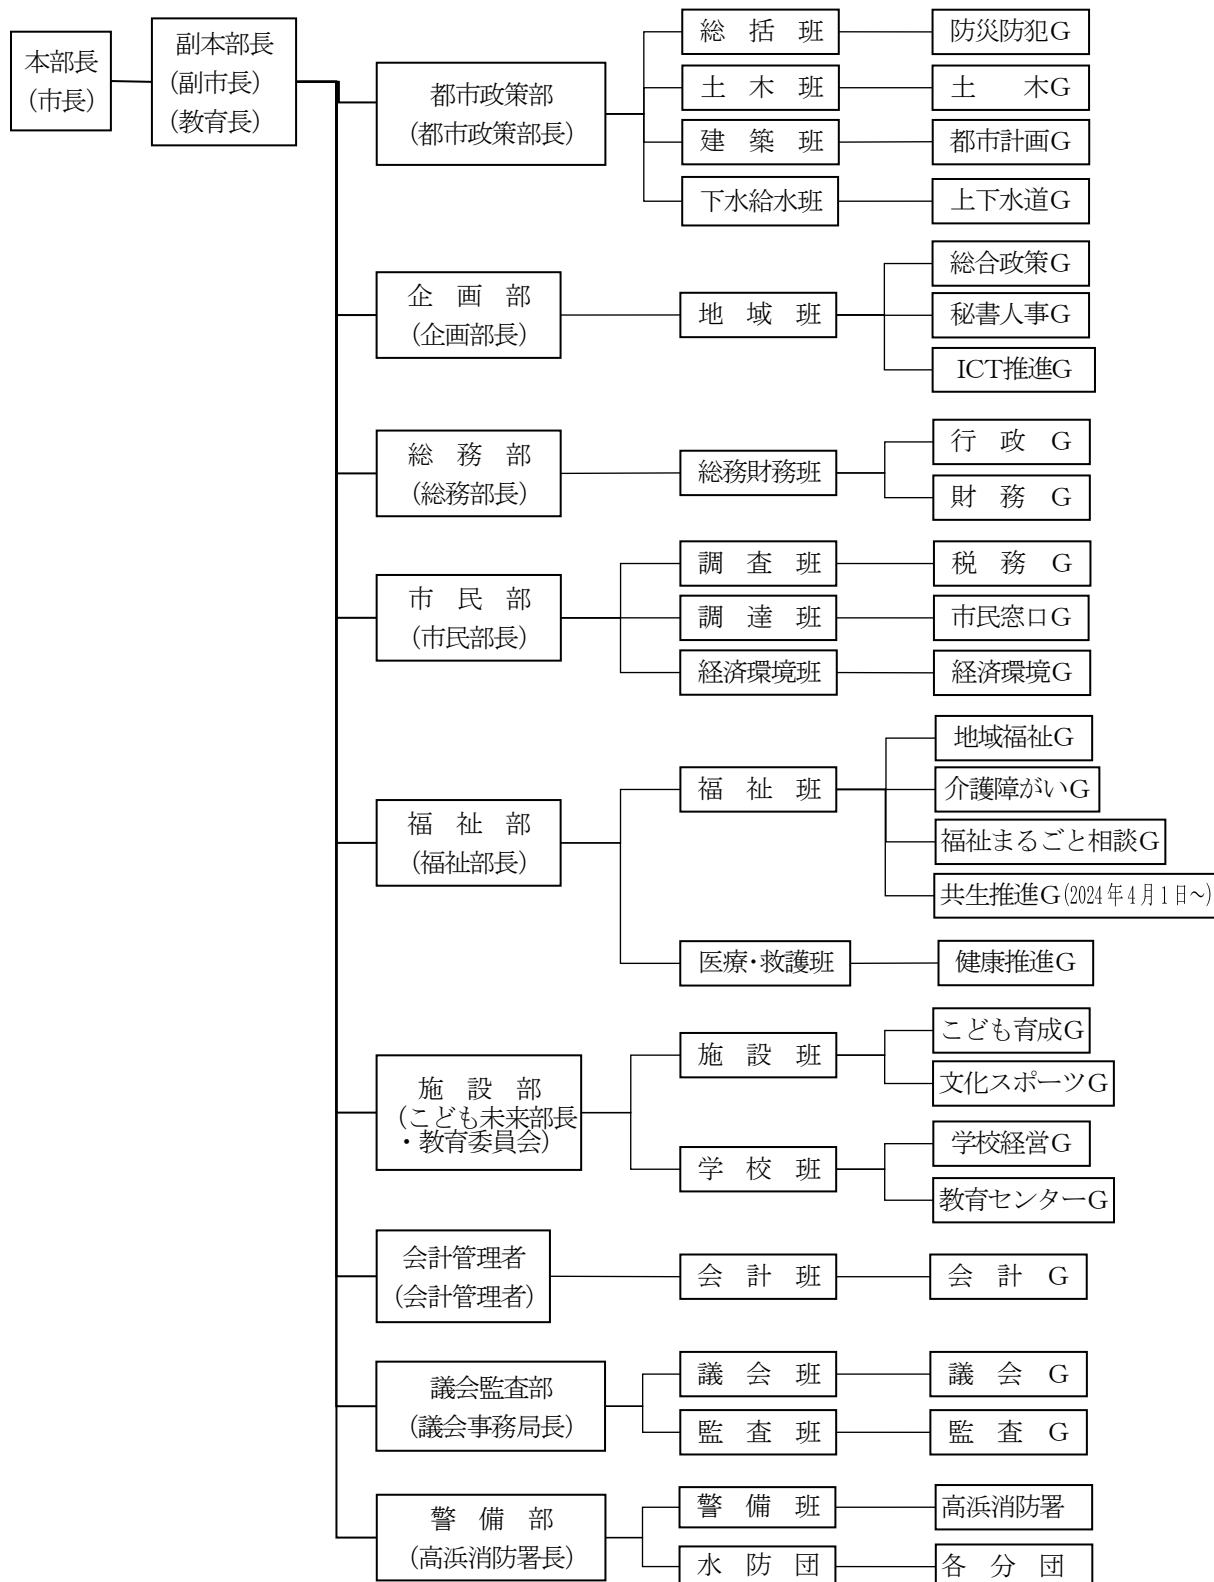 本部長
(市長)
副本部長
(副市長)
(教育長)
都市政策部
(都市政策部長)
総　括　班
防災防犯G
土　木　班
土　　木G
建　築　班
都市計画G
下水給水班
上下水道G
企　画　部
(企画部長)
地　域　班
総合政策G
秘書人事G
ICT推進G
総　務　部
(総務部長)
総務財務班
行　政　G
財　務　G
市　民　部
(市民部長)
調　査　班
税　務　G
調　達　班
市民窓口G
経済環境班
経済環境G
福　祉　部
(福祉部長)
福　祉　班
地域福祉G
介護障がいG
福祉まるごと相談G
共生推進G(2024年4月1日～)
医療・救護班
健康推進G
施　設　部
(こども未来部長
・教育委員会)
施　設　班
こども育成G
文化スポーツG
学　校　班
学校経営G
教育センターG
会計管理者
(会計管理者)
会　計　班
会　計　G
議会監査部
(議会事務局長)
議　会　班
議　会　G
監　査　班
監　査　G
警　備　部
(高浜消防署長)
警　備　班
高浜消防署
水　防　団
各　分　団